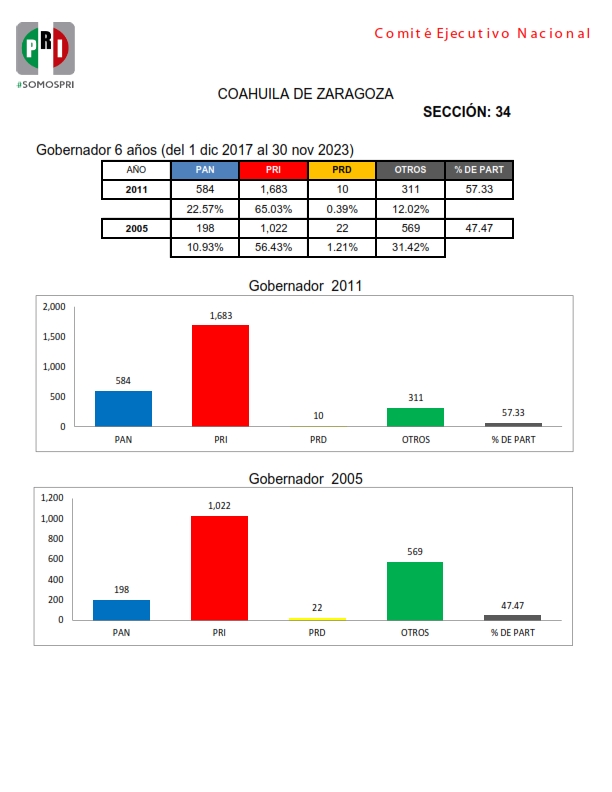 Comité Ejecutivo Nacional
PRI
#SOMOSPRI
COAHUILA DE ZARAGOZA
SECCIÓN: 34
Gobernador 6 años (del 1 dic 2017 al 30 nov 2023)
AÑO PAN PRI PRD OTROS % DE PART
2011 584 1,683 10 311 57.33
22.57% 65.03% 0.39% 12.02%
2005 198 1,022 22 569 47.47
10.93% 56.43% 1.21% 31.42%
Gobernador 2011
2,000
1,683
1,500
1,000
584
500
311
10
57.33
0
PAN PRI PRD OTROS % DE PART
Gobernador 2005
1,200
1,022
1,000
800
569
600
400
198
200
22
47.47
0
PAN PRI PRD OTROS % DE PART